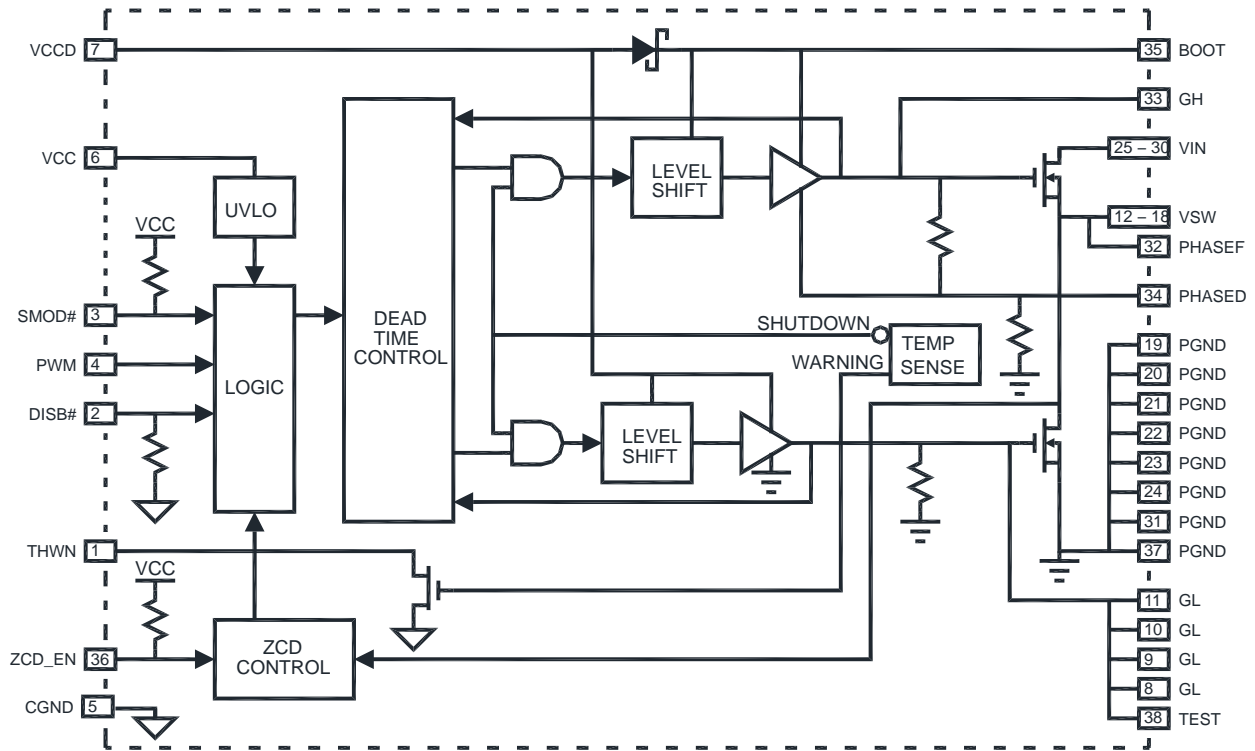 VCCD 7
35 BOOT
33 GH
VCC 6
25 – 30 VIN
LEVEL
SHIFT
UVLO
12 – 18 VSW
VCC
32 PHASEF
34 PHASED
SMOD# 3
DEAD
TIME
CONTROL
SHUTDOWN
TEMP
SENSE
WARNING
19 PGND
PWM 4
20 PGND
LOGIC
21 PGND
DISB# 2
22 PGND
LEVEL
SHIFT
23 PGND
24 PGND
31 PGND
THWN 1
37 PGND
VCC
11 GL
10 GL
ZCD_EN 36
ZCD
CONTROL
9 GL
8 GL
CGND 5
38 TEST